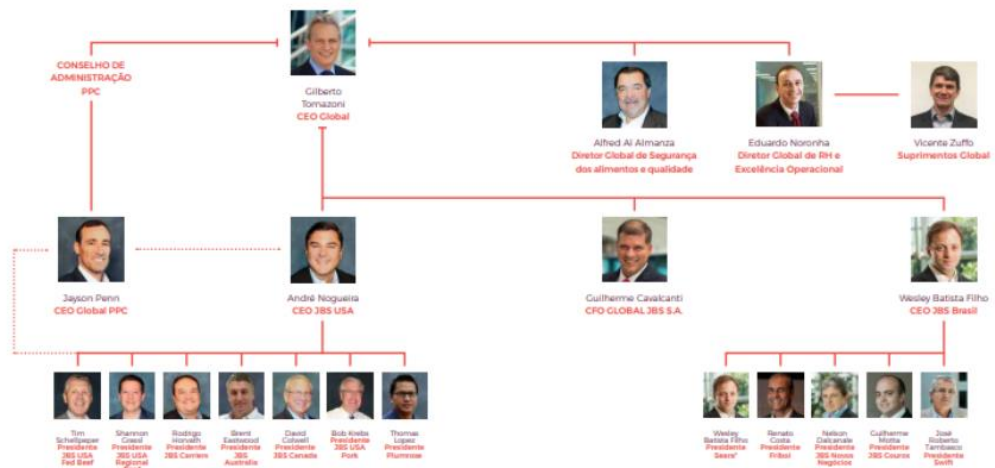 CONSELHO DE
ADMINISTRAÇÃO
PPC
Gilberto
Tomazoni
CEO Global
Alfred Al Almanza
Diretor Global de Segurança
dos alimentos e qualidade
Eduardo Noronha
Diretor Global de RH e
Excelência Operacional
Vicente Zuffo
Suprimentos Global
Jayson Penn
CEO Global PPC
André Nogueira
CEO JBS USA
Guilherme Cavalcanti
CFO GLOBAL JBS S.A.
Wesley Batista Filho
CEO JBS Brasil
Tim
Schellpeper
Presidente
JBS USA
Fed Beef
Shannon
Grassl
Presidente
JBS USA
Regional
Rodrigo
Horvath
Presidente
JBS Carriers
Brent
Eastwood
Presidente
JBS
Australia
David
Colwell
Presidente
JBS Canada
Bob Krebs
Presidente
JBS USA
Pork
Thomas
Lopez
Presidente
Plumrose
Wesley
Batista Filho
Presidente
Seara*
Renato
Costa
Presidente
Friboi
Nelson
Dalcanale
Presidente
JBS Novos
Negócios
Guilherme
Motta
Presidente
JBS Couros
José
Roberto
Tambasco
Presidente
Swift